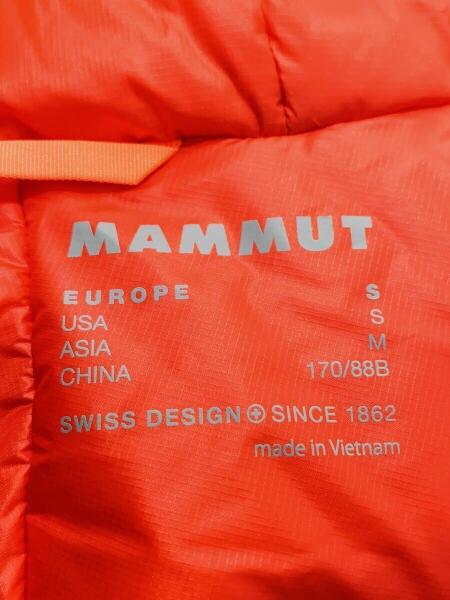 MAMMUT
EUROPE S
USA S
ASIA M
CHINA 170/88B
SWISS DESIGN SINCE 1862
made in Vietnam